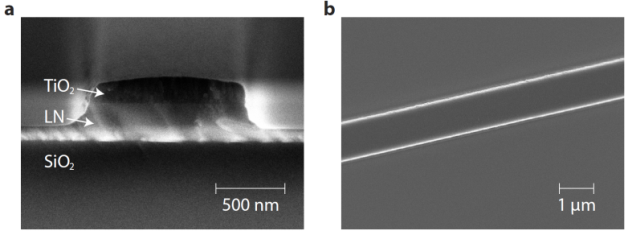 a
b
TiO₂
LN
SiO₂
500 nm
1 µm